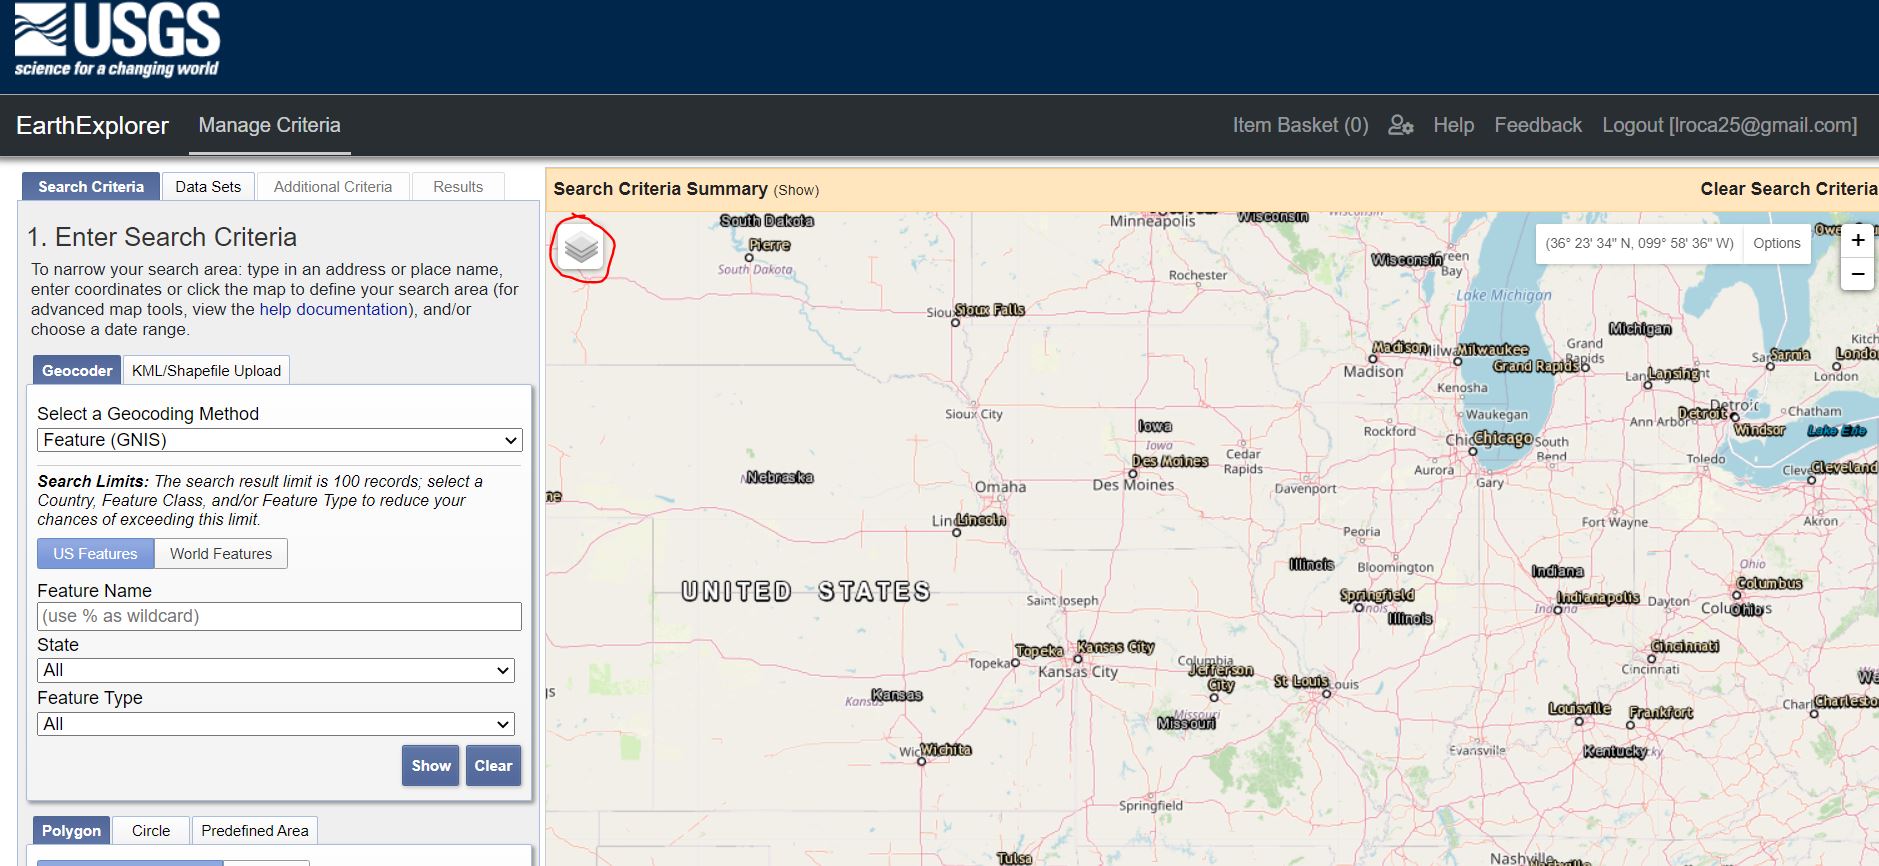 USGS
science for a changing world
EarthExplorer
Manage Criteria
Item Basket (0)
Help
Feedback
Logout [lroca25@gmail.com]
Search Criteria
Data Sets
Additional Criteria
Results
1. Enter Search Criteria
To narrow your search area: type in an address or place name,
enter coordinates or click the map to define your search area (for
advanced map tools, view the help documentation), and/or
choose a date range.
Geocoder
KML/Shapefile Upload
Select a Geocoding Method
Feature (GNIS)
Search Limits: The search result limit is 100 records; select a
Country, Feature Class, and/or Feature Type to reduce your
chances of exceeding this limit.
US Features
World Features
Feature Name
(use % as wildcard)
State
All
Feature Type
All
Show
Clear
Polygon
Circle
Predefined Area
Search Criteria Summary (Show)
Clear Search Criteria
(36° 23' 34" N, 099° 58' 36" W)
Options
+
−
South Dakota
Pierre
South Dakota
Minneapolis
Wisconsin
Wisconsin
Rochester
Wisconsin
Green
Bay
Lake Michigan
Sioux
Sioux Falls
Michigan
Madison
Milwaukee
Madison
Grand
Rapids
Grand Rapids
Kenosha
Lansing
Sarnia
London
Kitch
London
Sioux City
Waukegan
Detroit
Detroit
Chatham
Ann Arbor
Windsor
Lake Erie
Iowa
Iowa
Rockford
Chicago
South
Bend
Des Moines
Des Moines
Cedar
Rapids
Aurora
Gary
Toledo
Cleveland
Nebraska
Omaha
Davenport
Lincoln
Fort Wayne
Akron
Peoria
Illinois
Bloomington
Indiana
Ohio
Columbus
UNITED STATES
Saint Joseph
Springfield
Illinois
Indianapolis
Dayton
Ohio
Topeka
Topeka
Kansas City
Kansas City
Columbia
Jefferson
City
St Louis
Cincinnati
Cincinnati
Kansas
Kansas
Missouri
Missouri
Louisville
Frankfort
Charlesto
Wichita
Evansville
Kentucky
Springfield
Tulsa
Nashville